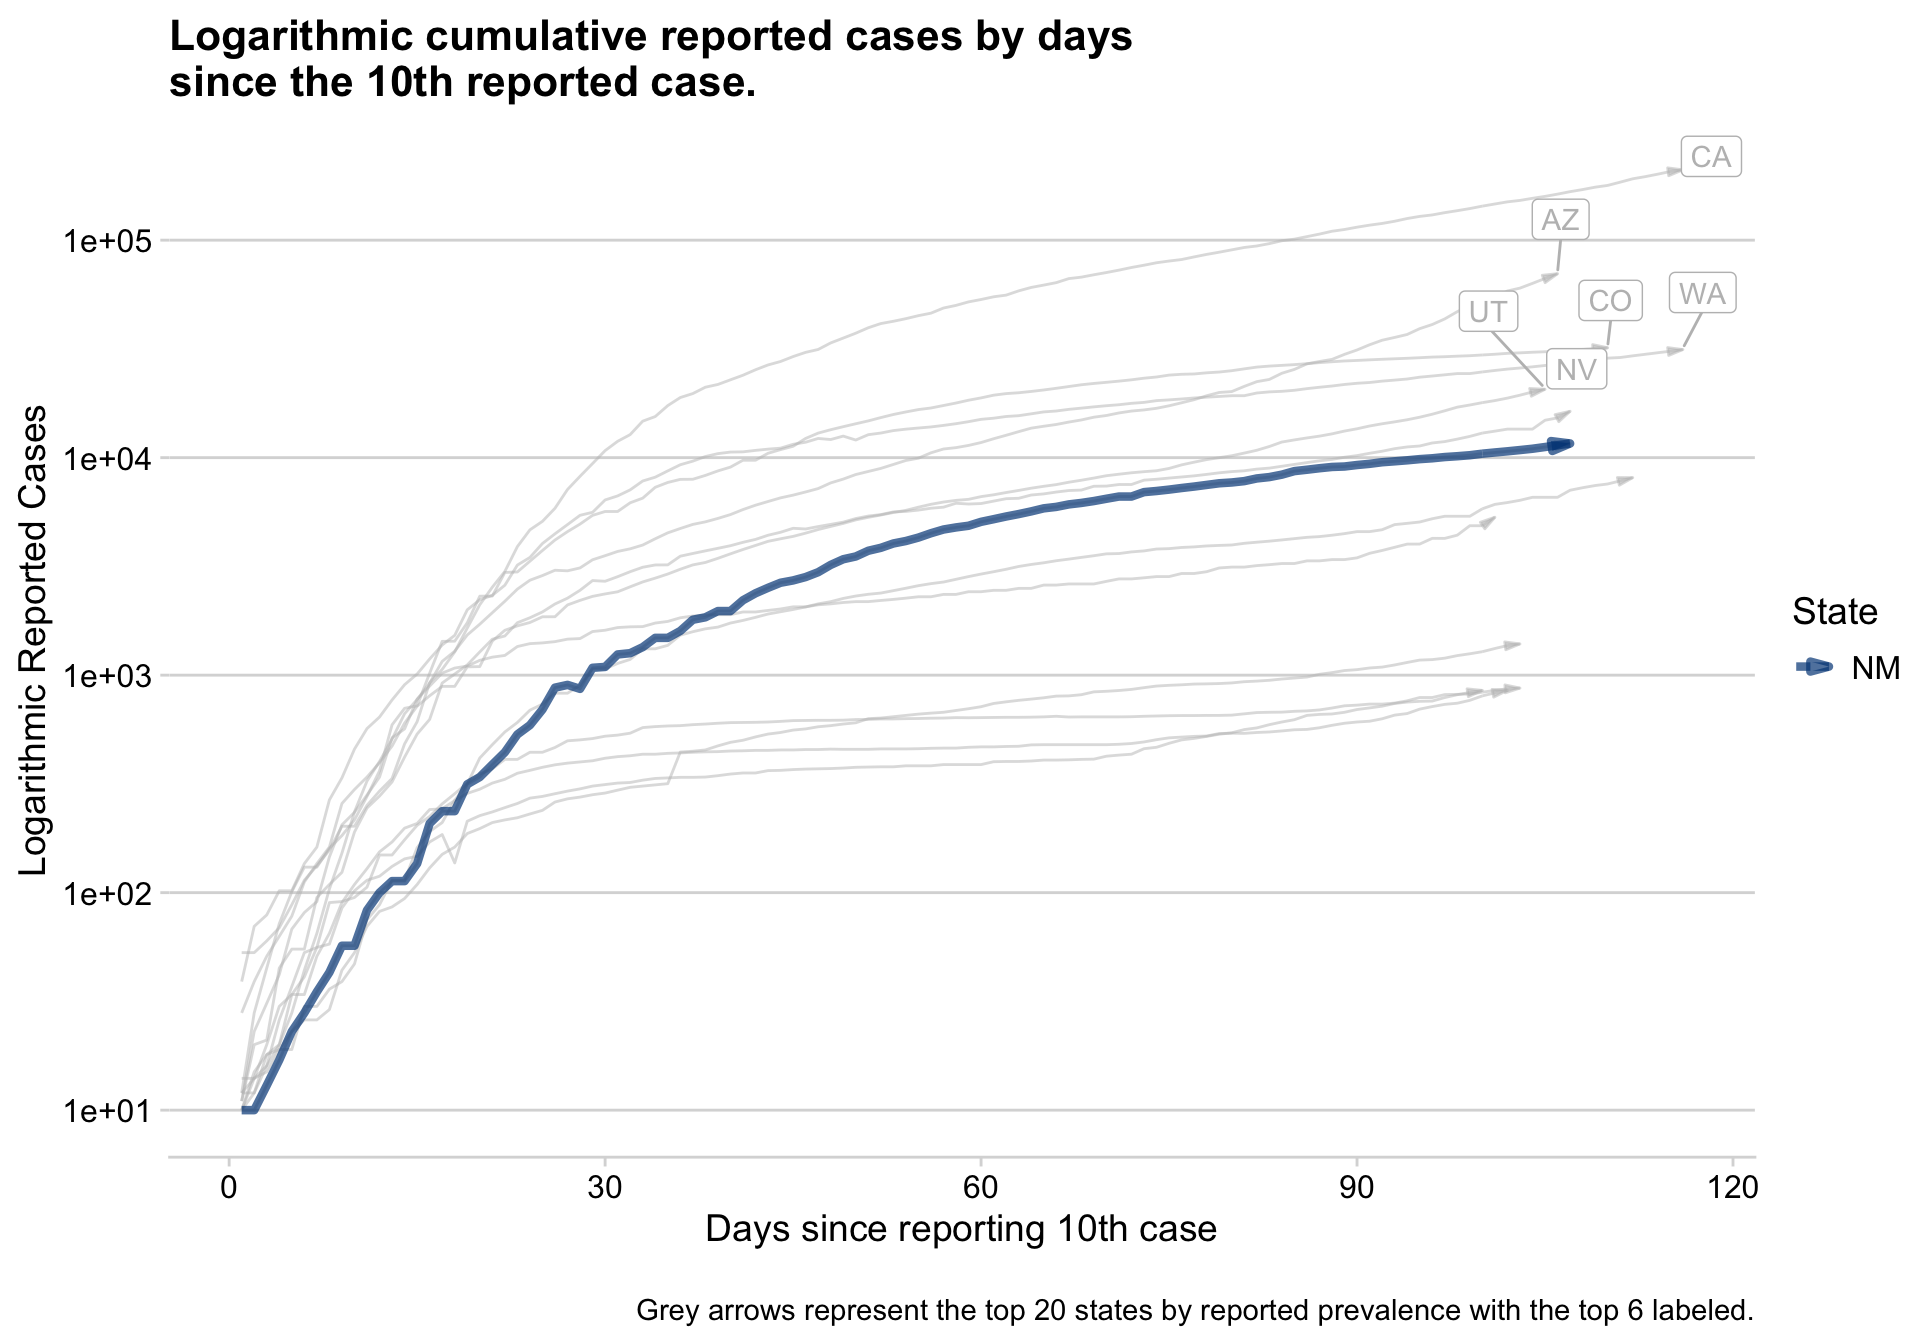 Logarithmic cumulative reported cases by days
since the 10th reported case.
CA
AZ
1e+05
WA
CO
UT
NV
1e+04
Logarithmic Reported Cases
State
NM
1e+03
1e+02
1e+01
0
30
60
90
120
Days since reporting 10th case
Grey arrows represent the top 20 states by reported prevalence with the top 6 labeled.